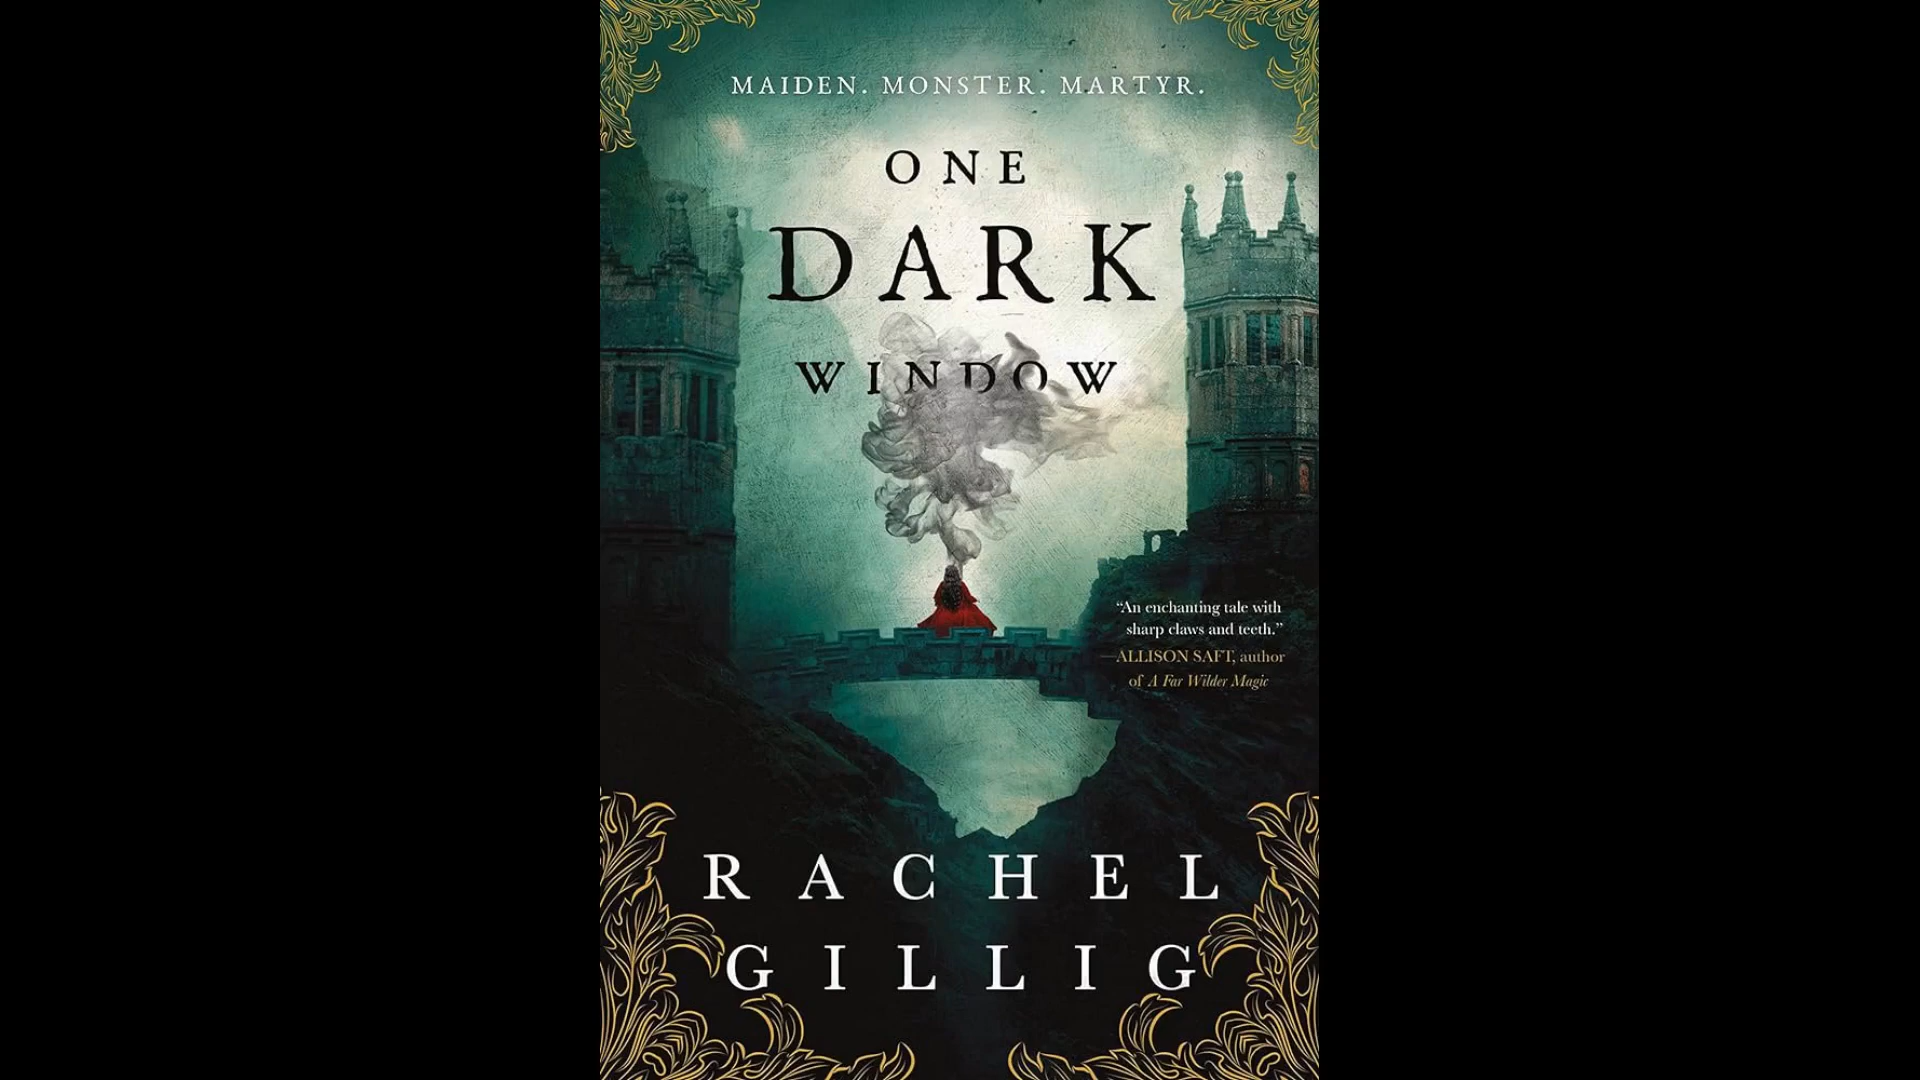 MAIDEN. MONSTER. MARTYR.
ONE
DARK
WINDOW
“An enchanting tale with
sharp claws and teeth.”
—ALLISON SAFT, author
of A Far Wilder Magic
RACHEL
GILLIG